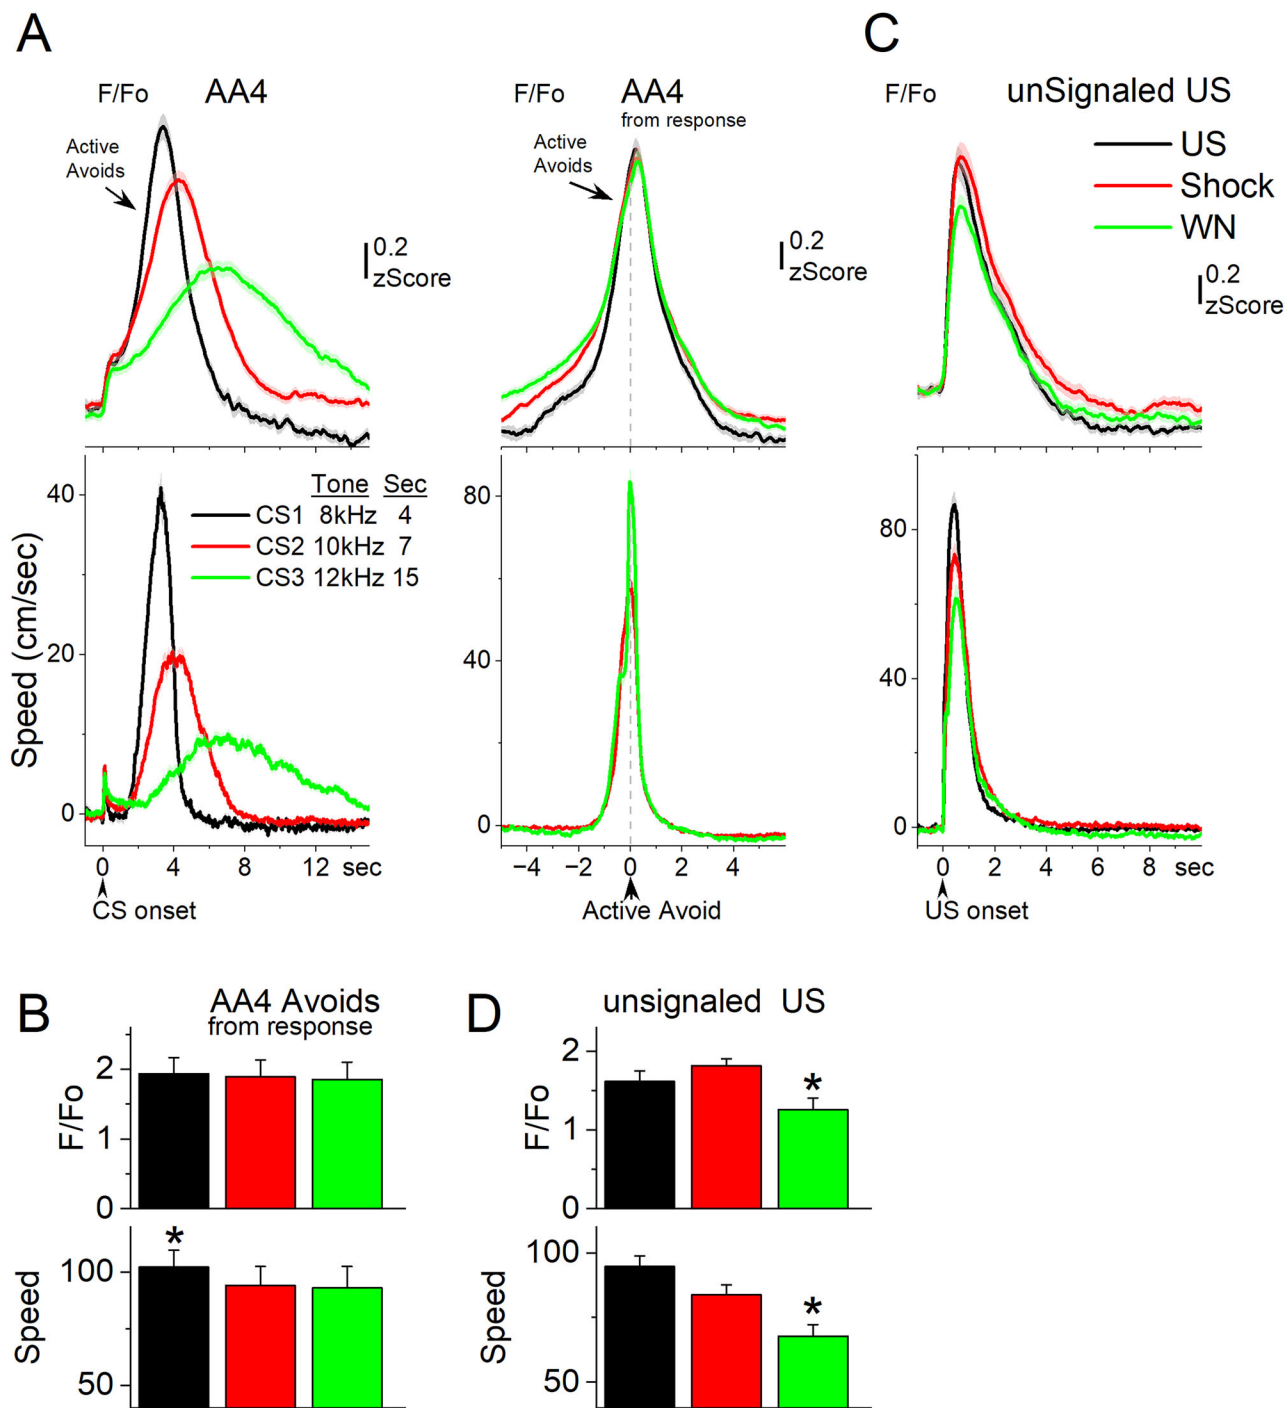 A
C
F/Fo
AA4
F/Fo
AA4
from response
F/Fo
unSignaled US
Active
Avoids
Active
Avoids
US
Shock
WN
0.2
zScore
0.2
zScore
0.2
zScore
Speed (cm/sec)
40
20
0
Tone Sec
CS1 8kHz 4
CS2 10kHz 7
CS3 12kHz 15
80
40
0
80
40
0
0 4 8 12 sec
CS onset
−4 −2 0 2 4
Active Avoid
0 2 4 6 8 sec
US onset
B
AA4 Avoids
from response
F/Fo
2
1
0
*
Speed
100
50
D
unsignaled US
F/Fo
2
1
0
*
Speed
100
50
*